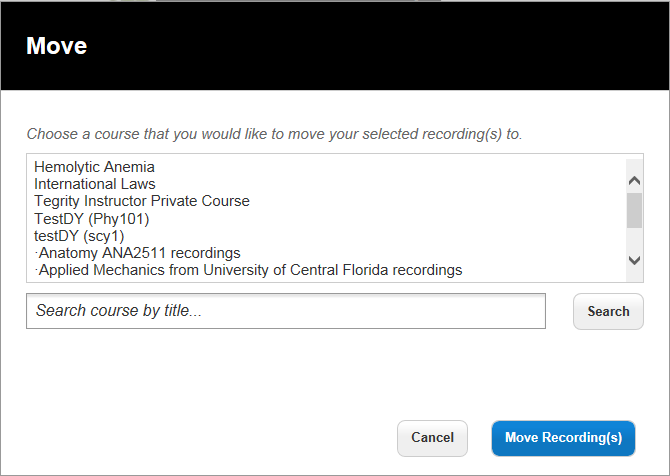 Move
Choose a course that you would like to move your selected recording(s) to.
Hemolytic Anemia
International Laws
Tegrity Instructor Private Course
TestDY (Phy101)
testDY (scy1)
·Anatomy ANA2511 recordings
·Applied Mechanics from University of Central Florida recordings
Search course by title...
Search
Cancel
Move Recording(s)